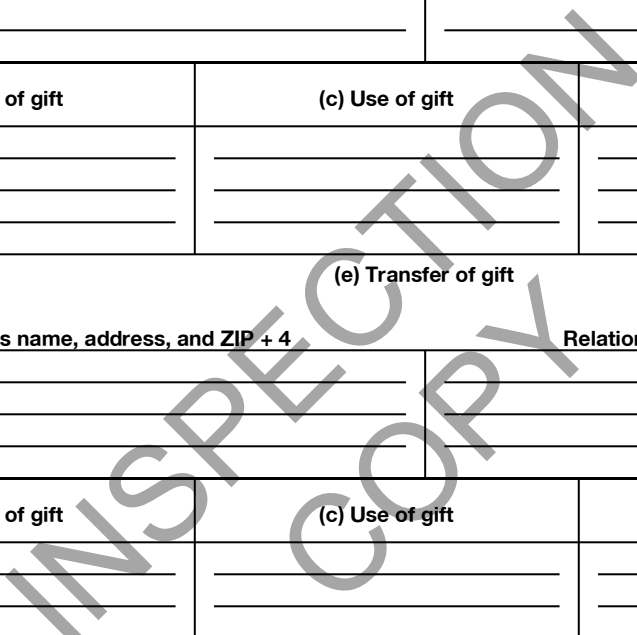 of gift (c) Use of gift
(e) Transfer of gift
s name, address, and ZIP + 4 Relation
of gift (c) Use of gift
INSPECTION
COPY